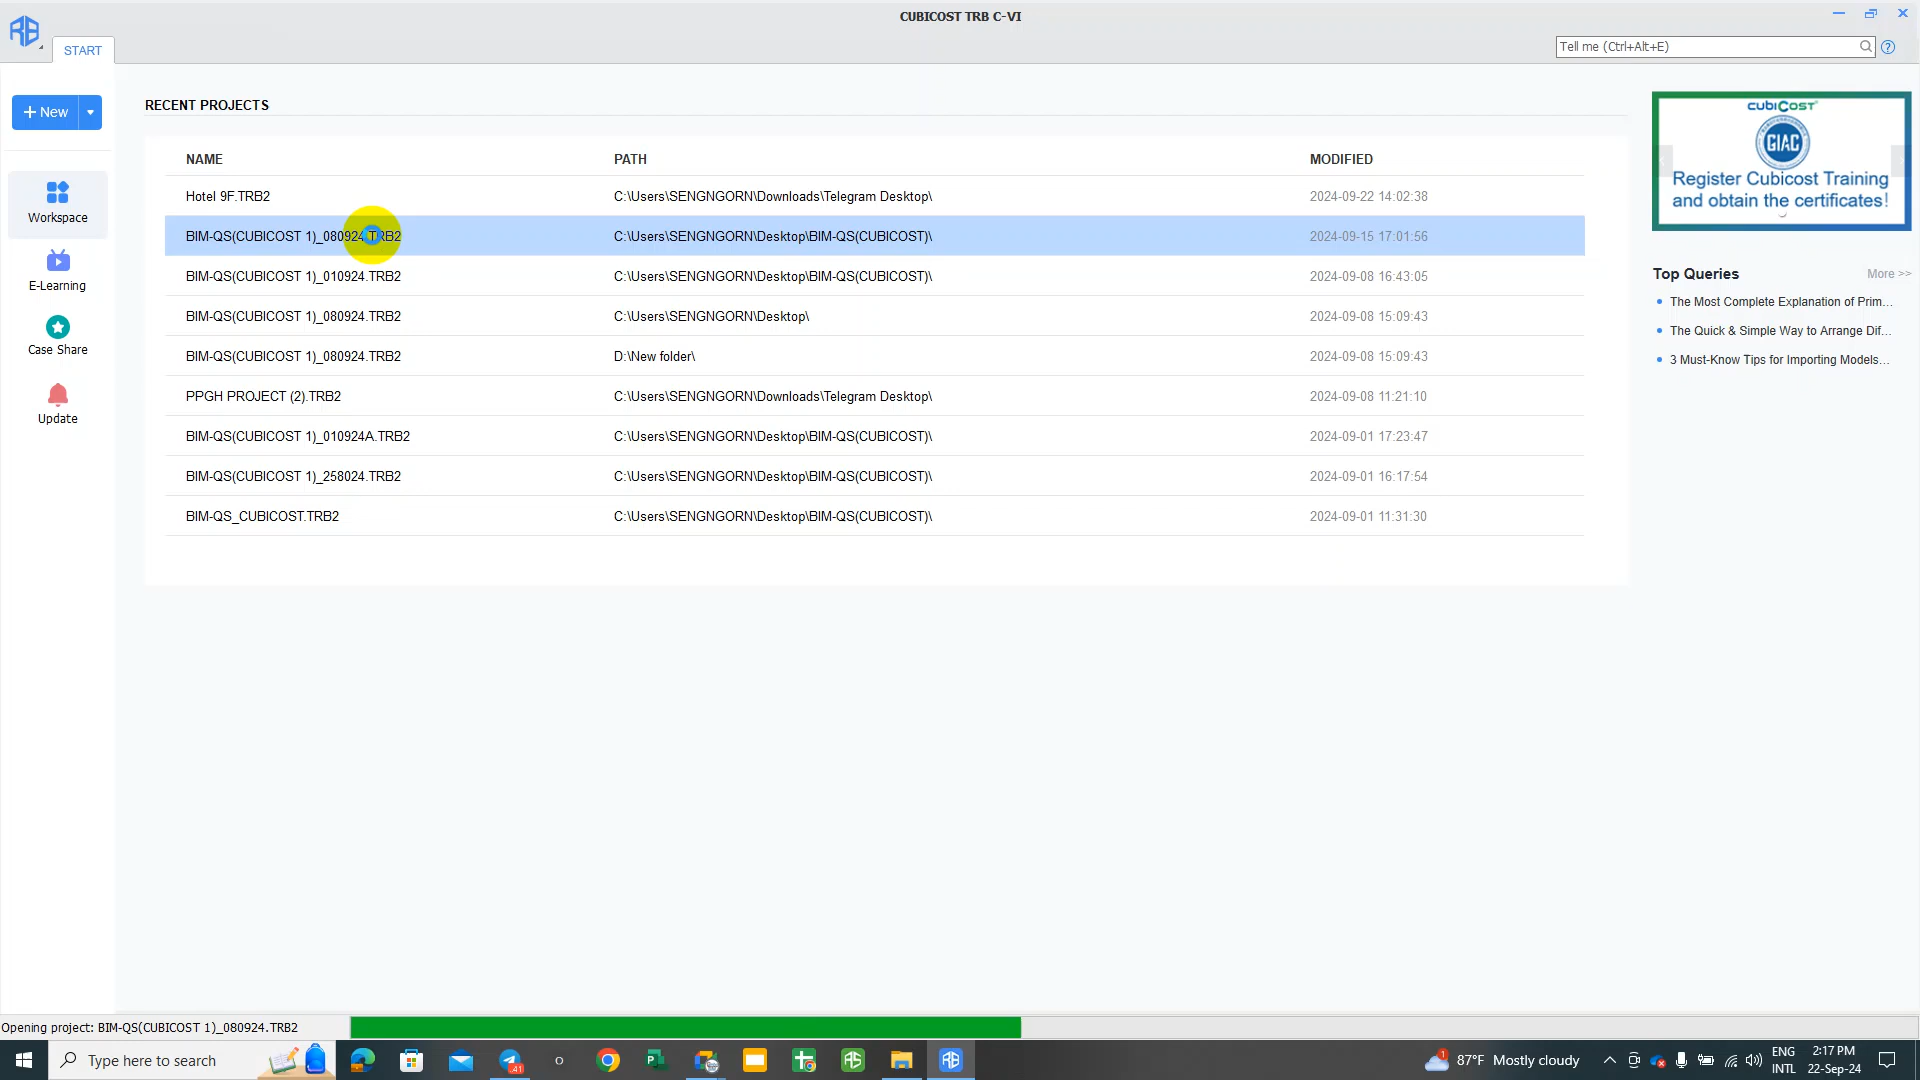 CUBICOST TRB C-VI
START
Tell me (Ctrl+Alt+E)
New
Workspace
E-Learning
Case Share
Update
RECENT PROJECTS
NAME PATH MODIFIED
Hotel 9F.TRB2 C:\Users\SENGNGORN\Downloads\Telegram Desktop\ 2024-09-22 14:02:38
BIM-QS(CUBICOST 1)_080924.TRB2 C:\Users\SENGNGORN\Desktop\BIM-QS(CUBICOST)\ 2024-09-15 17:01:56
BIM-QS(CUBICOST 1)_010924.TRB2 C:\Users\SENGNGORN\Desktop\BIM-QS(CUBICOST)\ 2024-09-08 16:43:05
BIM-QS(CUBICOST 1)_080924.TRB2 C:\Users\SENGNGORN\Desktop\ 2024-09-08 15:09:43
BIM-QS(CUBICOST 1)_080924.TRB2 D:\New folder\ 2024-09-08 15:09:43
PPGH PROJECT (2).TRB2 C:\Users\SENGNGORN\Downloads\Telegram Desktop\ 2024-09-08 11:21:10
BIM-QS(CUBICOST 1)_010924A.TRB2 C:\Users\SENGNGORN\Desktop\BIM-QS(CUBICOST)\ 2024-09-01 17:23:47
BIM-QS(CUBICOST 1)_258024.TRB2 C:\Users\SENGNGORN\Desktop\BIM-QS(CUBICOST)\ 2024-09-01 16:17:54
BIM-QS_CUBICOST.TRB2 C:\Users\SENGNGORN\Desktop\BIM-QS(CUBICOST)\ 2024-09-01 11:31:30
cubiCost
GIAC
Register Cubicost Training
and obtain the certificates!
Top Queries More >>
The Most Complete Explanation of Prim...
The Quick & Simple Way to Arrange Dif...
3 Must-Know Tips for Importing Models...
Opening project: BIM-QS(CUBICOST 1)_080924.TRB2
Type here to search
41
87°F Mostly cloudy
ENG
INTL
2:17 PM
22-Sep-24